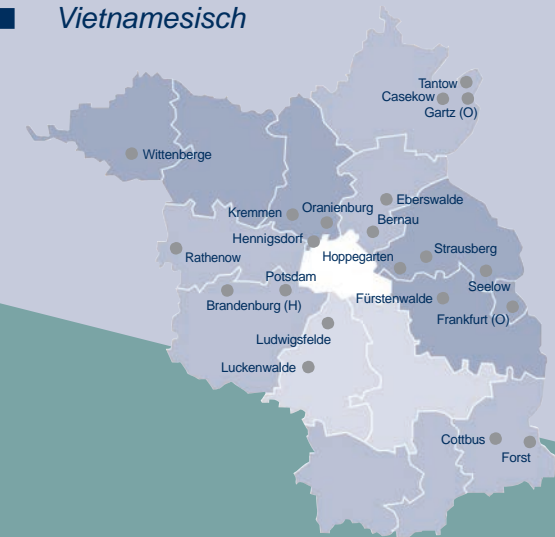 Vietnamesisch
Tantow
Casekow
Gartz (O)
Wittenberge
Eberswalde
Kremmen
Oranienburg
Bernau
Hennigsdorf
Rathenow
Hoppegarten
Strausberg
Potsdam
Seelow
Brandenburg (H)
Fürstenwalde
Frankfurt (O)
Ludwigsfelde
Luckenwalde
Cottbus
Forst